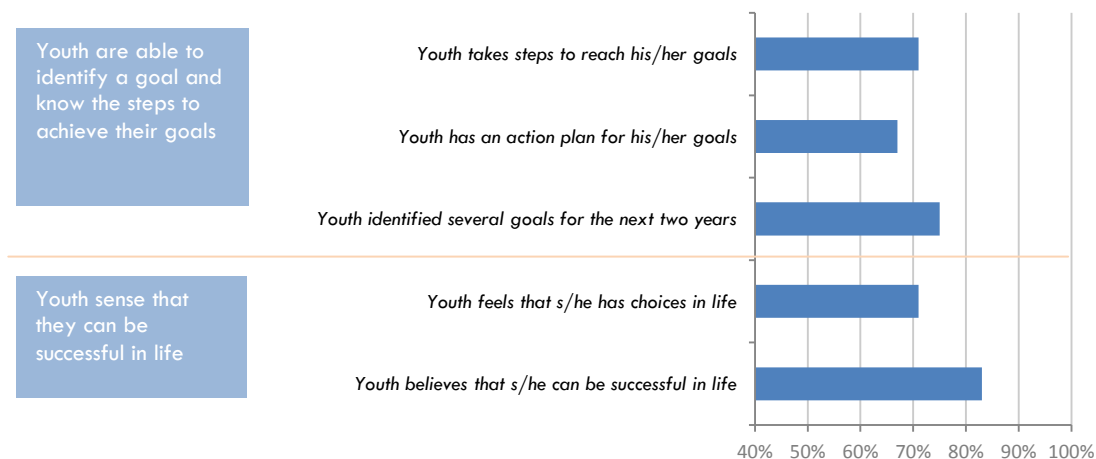 Youth are able to
identify a goal and
know the steps to
achieve their goals
Youth takes steps to reach his/her gaals
Youth has an action plan for his/her goals
Youth identified several goals for the next two years
Youth sense that
they can be
successful in life
Youth feels that s/he has choices in life
Youth believes that s/he can be successful in life
40% 50% 60% 70% 80% 90% 100%